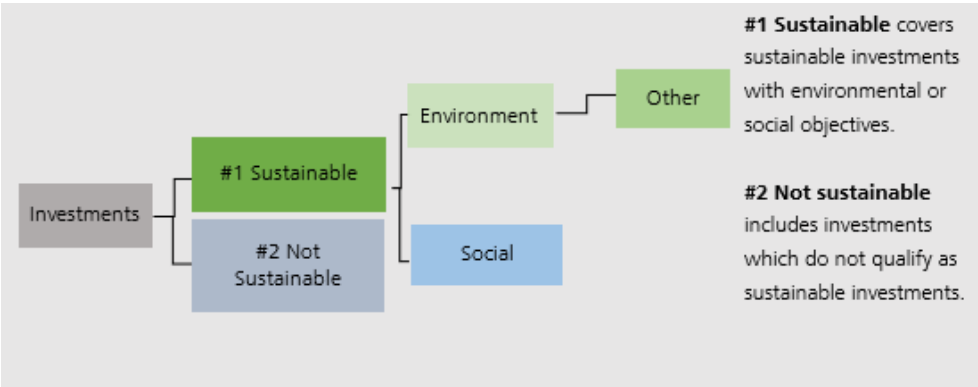 Investments
#1 Sustainable
#2 Not
Sustainable
Environment
Social
Other
#1 Sustainable covers
sustainable investments
with environmental or
social objectives.
#2 Not sustainable
includes investments
which do not qualify as
sustainable investments.